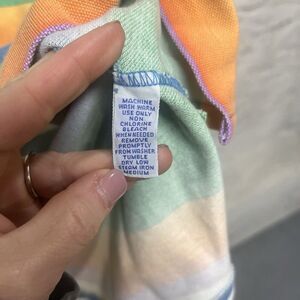 MACHINE
WASH WARM
USE ONLY
NON
CHLORINE
BLEACH
WHEN NEEDED
REMOVE
PROMPTLY
FROM WASHER
TUMBLE
DRY LOW
STEAM IRON
MEDIUM